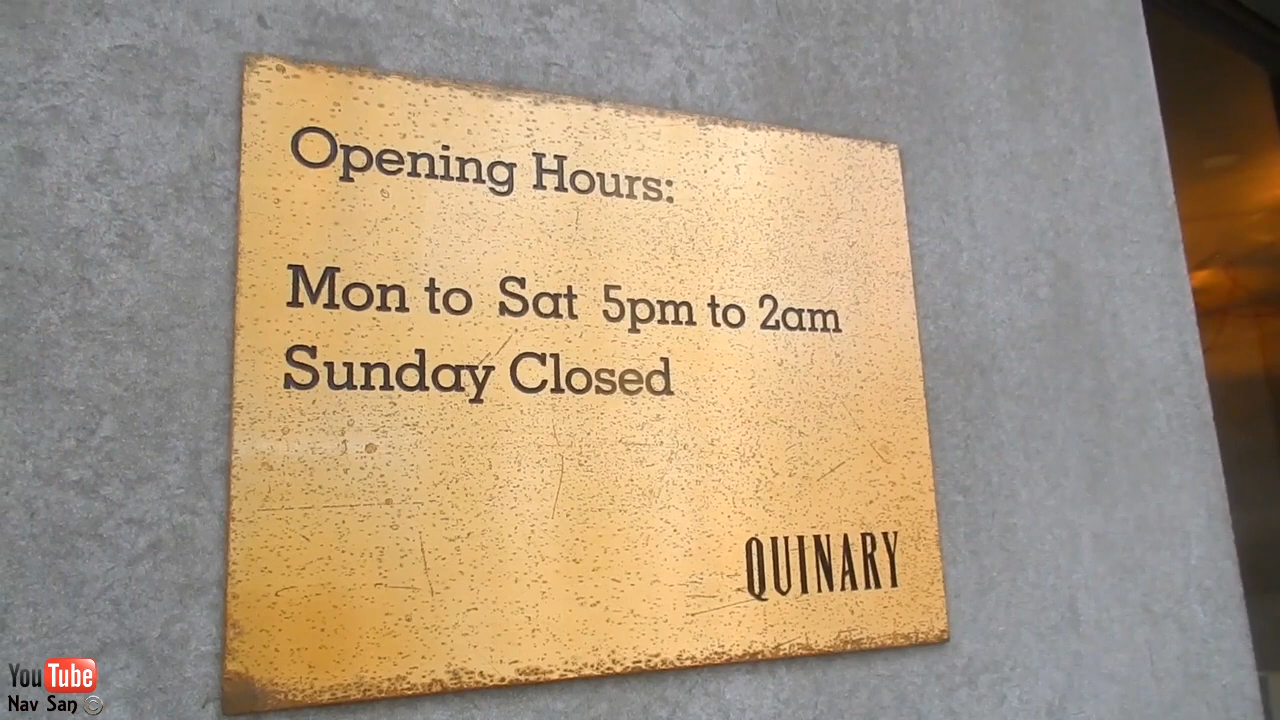 Opening Hours:
Mon to Sat 5pm to 2am
Sunday Closed
QUINARY
YouTube
Nav San